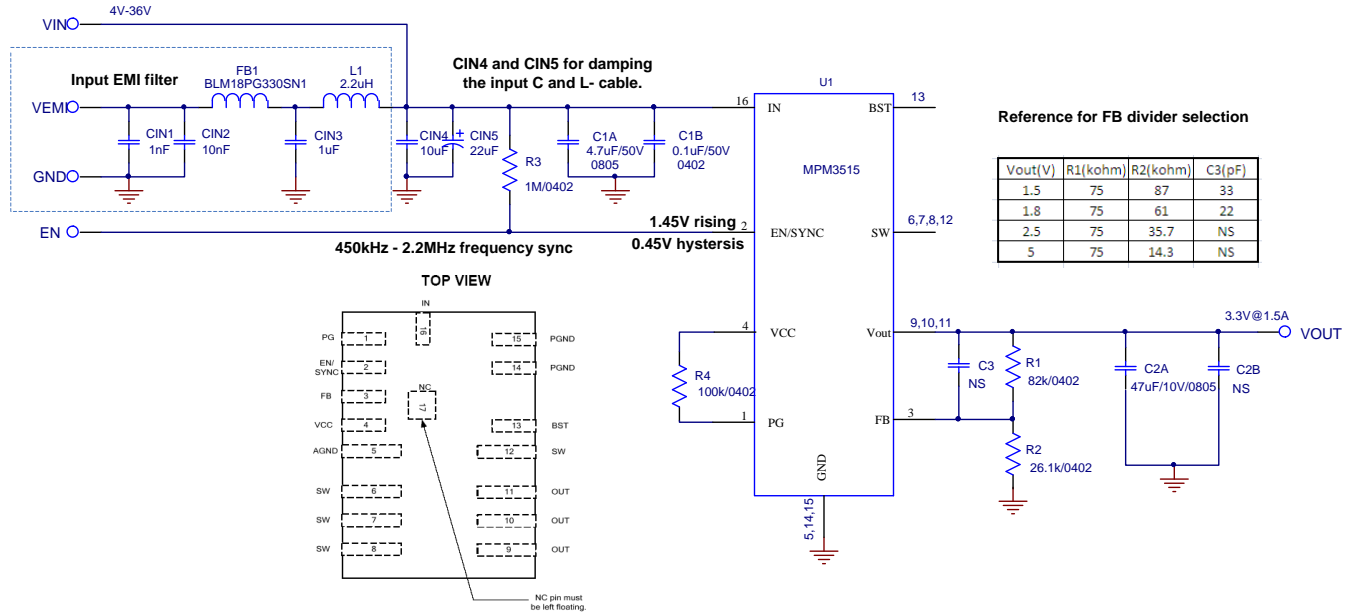 VIN
4V-36V
Input EMI filter
FB1
BLM18PG330SN1
L1
2.2uH
VEMI
CIN1
1nF
CIN2
10nF
CIN3
1uF
GND
CIN4 and CIN5 for damping
the input C and L- cable.
CIN4
10uF
+
CIN5
22uF
R3
1M/0402
C1A
4.7uF/50V
0805
C1B
0.1uF/50V
0402
EN
450kHz - 2.2MHz frequency sync
1.45V rising
0.45V hystersis
U1
MPM3515
16
IN
2
EN/SYNC
4
VCC
1
PG
R4
100k/0402
BST
13
SW
6,7,8,12
Vout
9,10,11
FB
3
GND
5,14,15
Reference for FB divider selection
Vout(V) R1(kohm) R2(kohm) C3(pF)
1.5 75 87 33
1.8 75 61 22
2.5 75 35.7 NS
5 75 14.3 NS
3.3V@1.5A
VOUT
C3
NS
R1
82k/0402
R2
26.1k/0402
C2A
47uF/10V/0805
C2B
NS
TOP VIEW
IN
16
PG 1
15 PGND
EN/
SYNC
2
14 PGND
FB 3
NC
17
VCC 4
13 BST
AGND 5
12 SW
SW 6
11 OUT
SW 7
10 OUT
SW 8
9 OUT
NC pin must
be left floating.